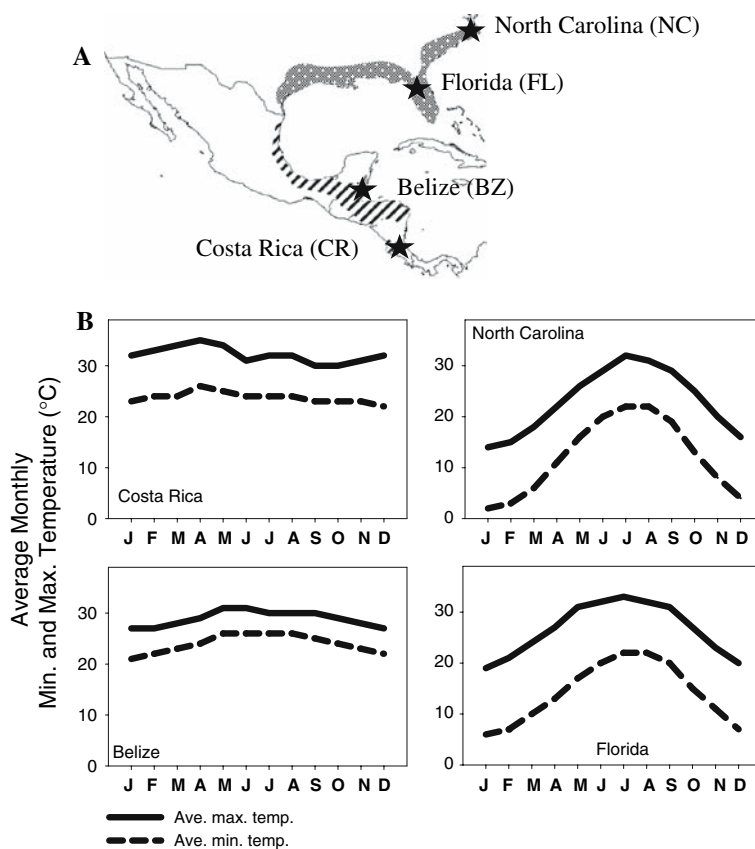 A
North Carolina (NC)
Florida (FL)
Belize (BZ)
Costa Rica (CR)
B
Average Monthly
Min. and Max. Temperature (°C)
30
20
10
0
Costa Rica
J F M A M J J A S O N D
North Carolina
30
20
10
0
J F M A M J J A S O N D
30
20
10
0
Belize
J F M A M J J A S O N D
30
20
10
0
Florida
J F M A M J J A S O N D
Ave. max. temp.
Ave. min. temp.